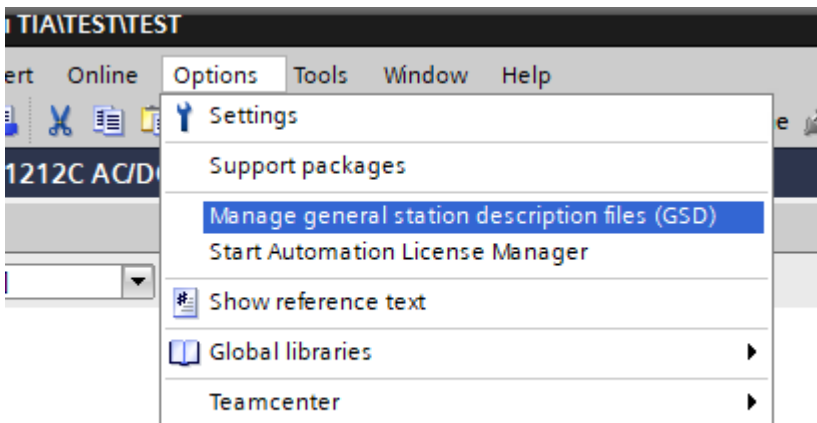 TIA\TEST\TEST
ert Online Options Tools Window Help
Settings
1212C AC/D
Support packages
Manage general station description files (GSD)
Start Automation License Manager
Show reference text
Global libraries
Teamcenter